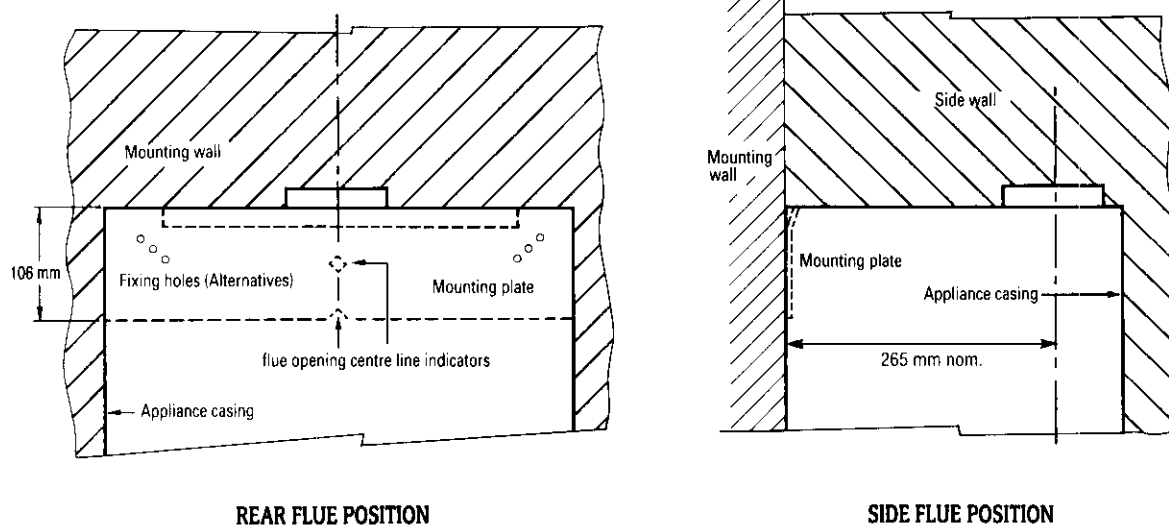 Mounting wall
106 mm
Fixing holes (Alternatives)
Mounting plate
flue opening centre line indicators
Appliance casing
REAR FLUE POSITION
Side wall
Mounting
wall
Mounting plate
Appliance casing
265 mm nom.
SIDE FLUE POSITION